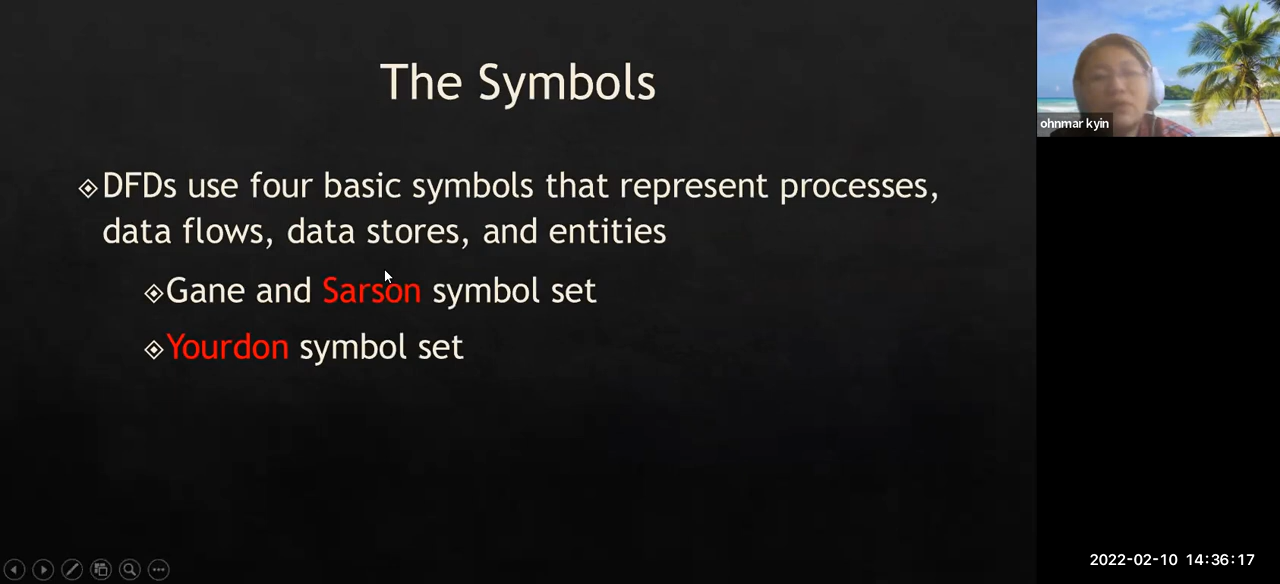 The Symbols
DFDs use four basic symbols that represent processes,
data flows, data stores, and entities
Gane and Sarson symbol set
Yourdon symbol set
ohnmar kyin
2022-02-10 14:36:17